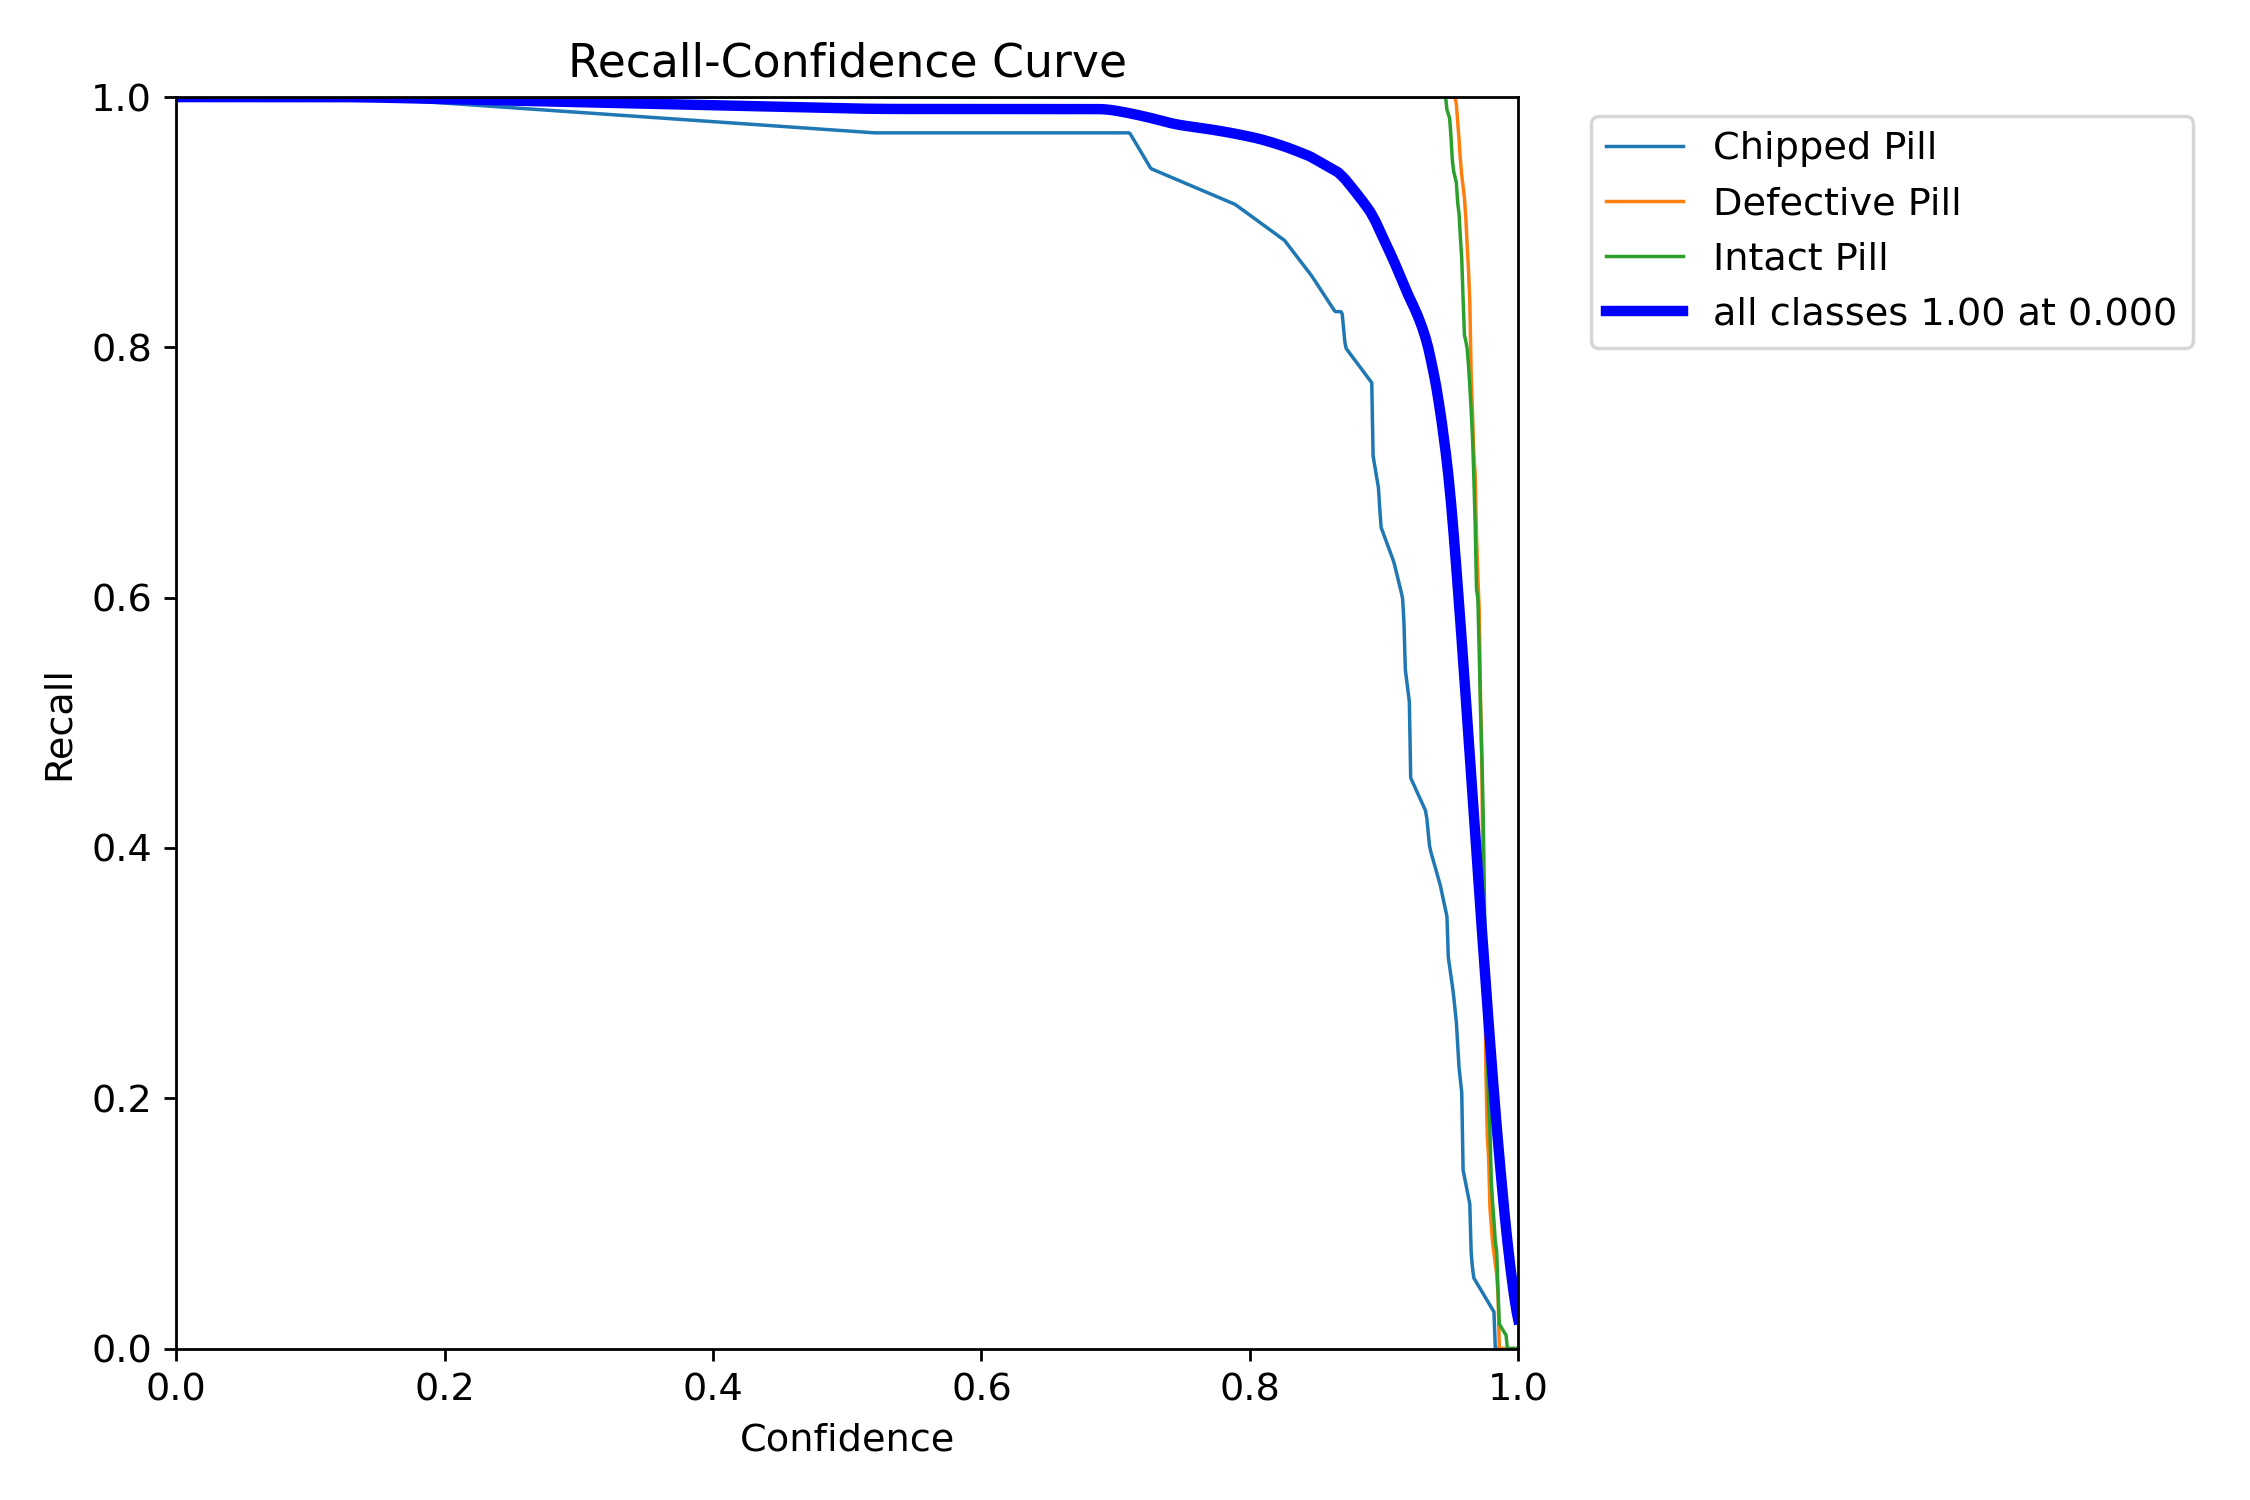 Recall-Confidence Curve
1.0
0.8
0.6
0.4
0.2
0.0
Recall
0.0 0.2 0.4 0.6 0.8 1.0
Confidence
Chipped Pill
Defective Pill
Intact Pill
all classes 1.00 at 0.000